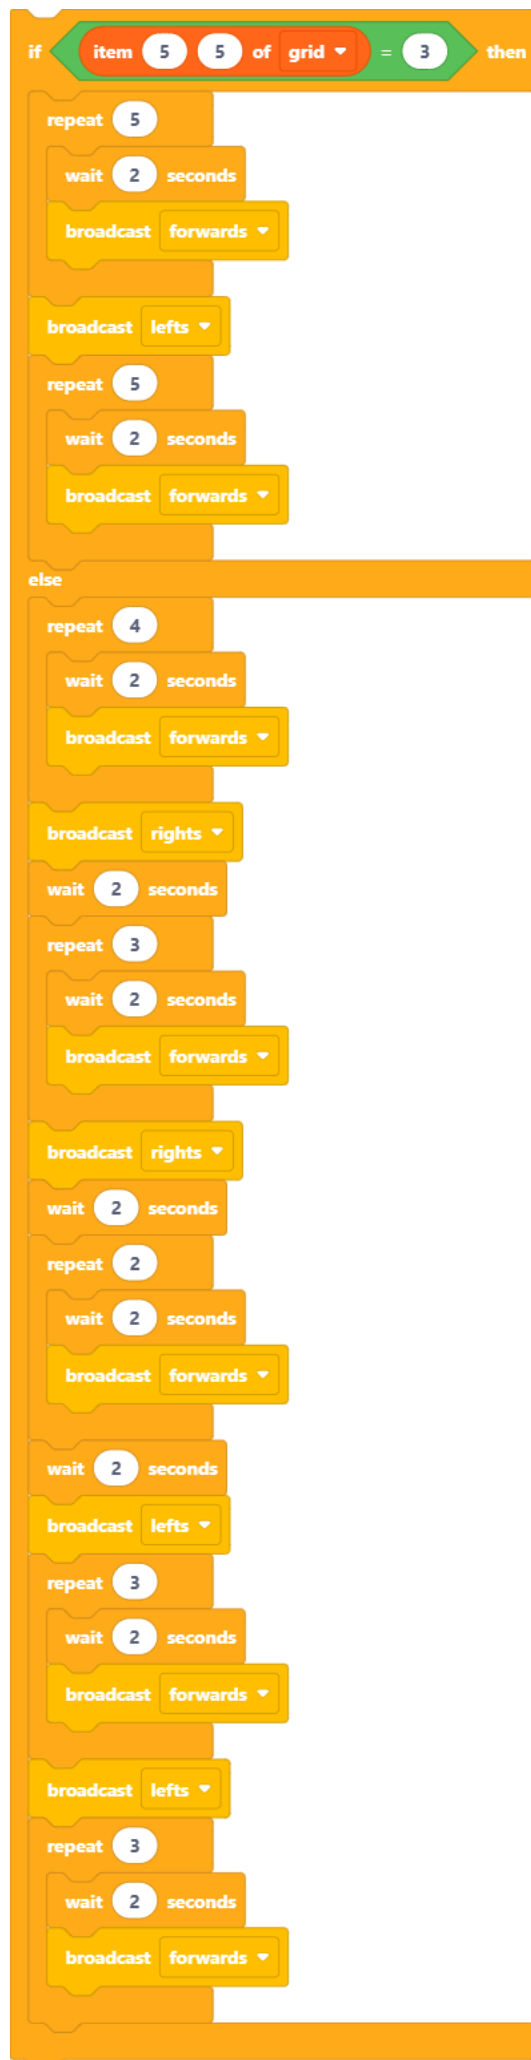 if item 5 5 of grid = 3 then
repeat 5
wait 2 seconds
broadcast forwards
broadcast lefts
repeat 5
wait 2 seconds
broadcast forwards
else
repeat 4
wait 2 seconds
broadcast forwards
broadcast rights
wait 2 seconds
repeat 3
wait 2 seconds
broadcast forwards
broadcast rights
wait 2 seconds
repeat 2
wait 2 seconds
broadcast forwards
wait 2 seconds
broadcast lefts
repeat 3
wait 2 seconds
broadcast forwards
broadcast lefts
repeat 3
wait 2 seconds
broadcast forwards